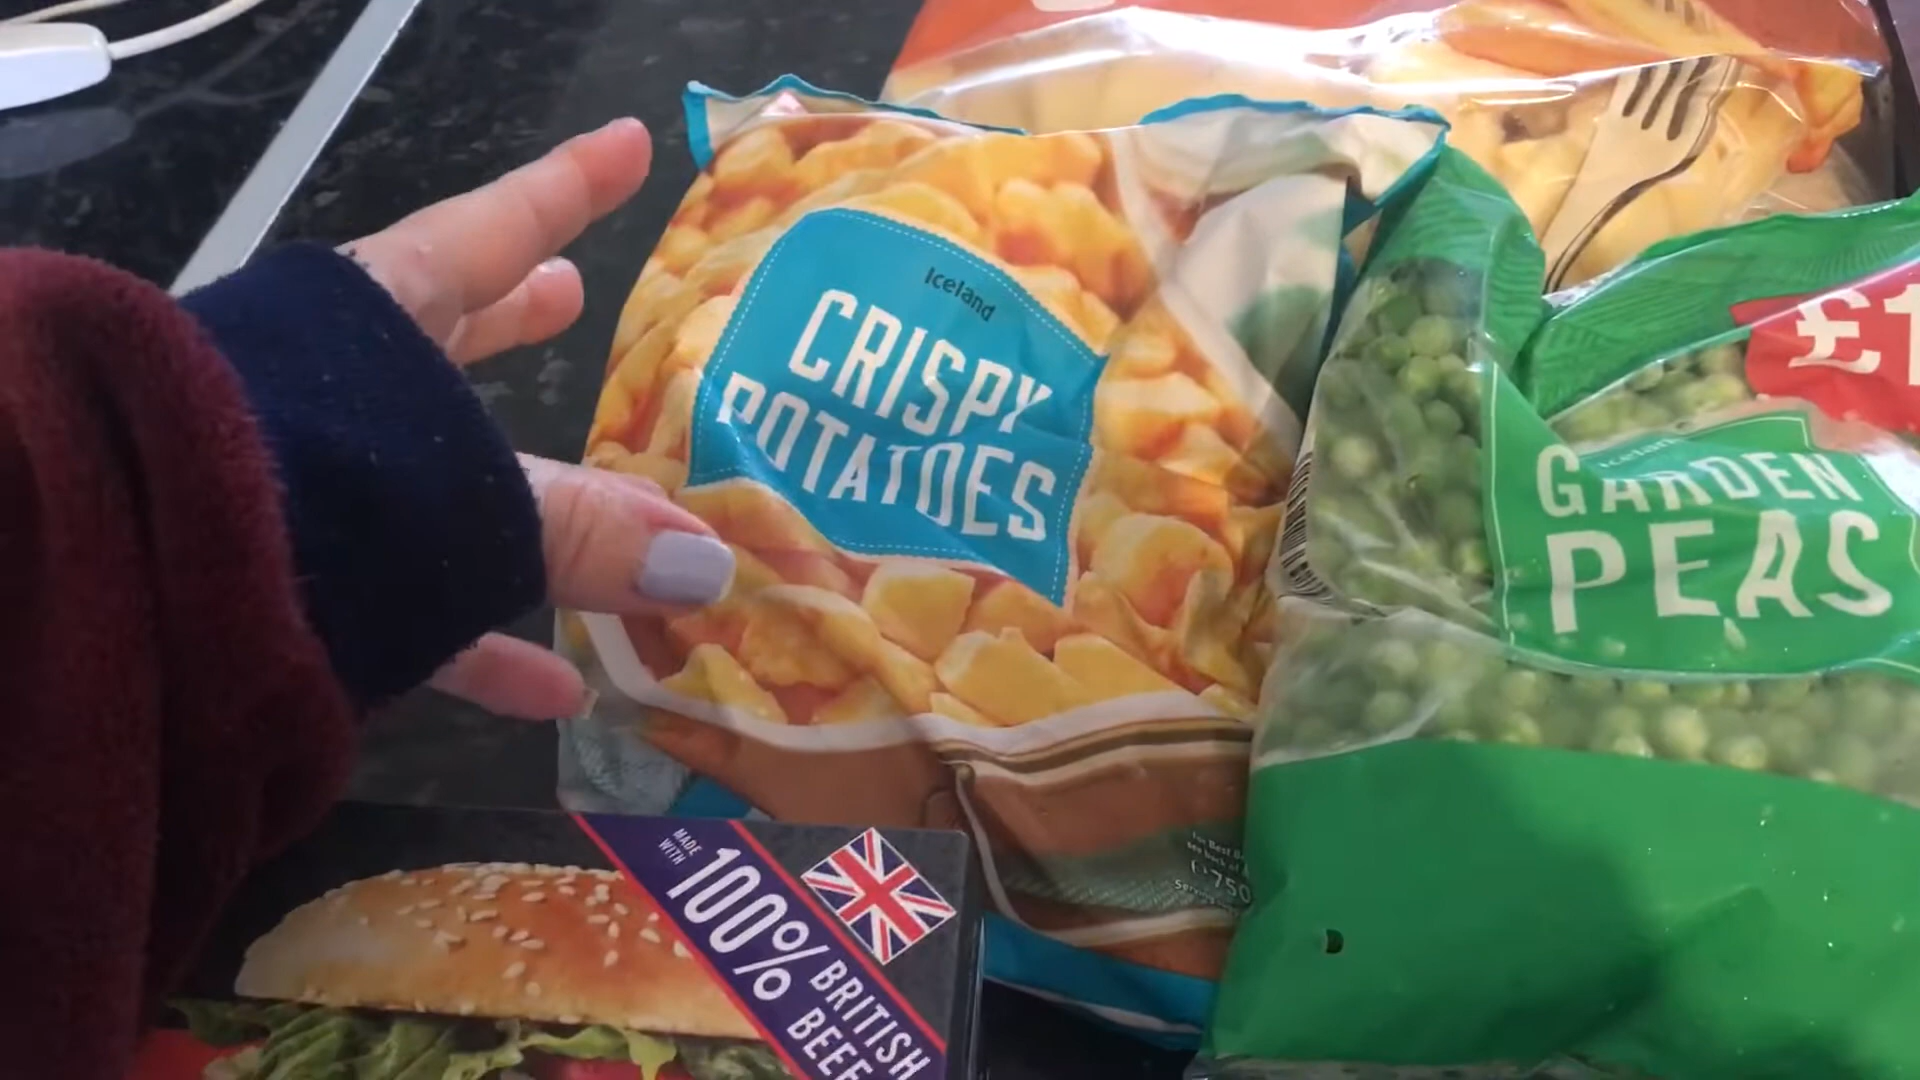 Iceland
CRISPY
POTATOES
£1
Iceland
GARDEN
PEAS
MADE
WITH
100%
BRITISH
BEEF
750